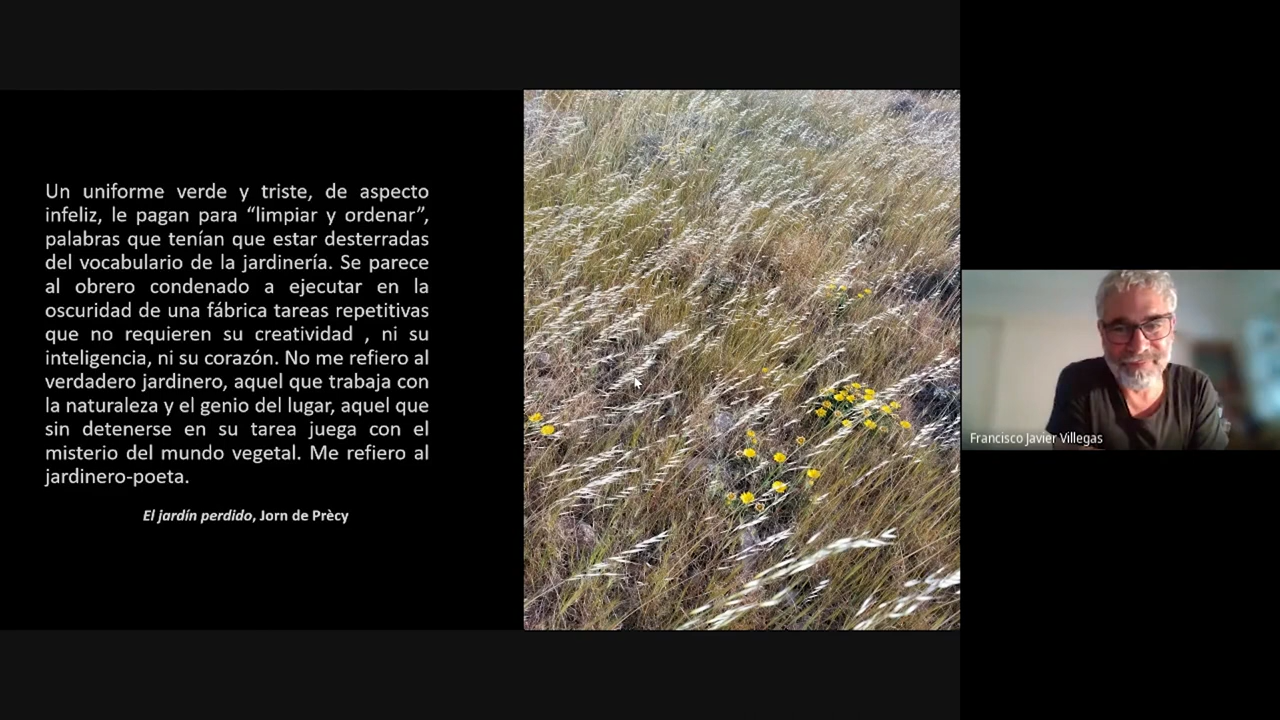 Un uniforme verde y triste, de aspecto
infeliz, le pagan para “limpiar y ordenar”,
palabras que tenían que estar desterradas
del vocabulario de la jardinería. Se parece
al obrero condenado a ejecutar en la
oscuridad de una fábrica tareas repetitivas
que no requieren su creatividad , ni su
inteligencia, ni su corazón. No me refiero al
verdadero jardinero, aquel que trabaja con
la naturaleza y el genio del lugar, aquel que
sin detenerse en su tarea juega con el
misterio del mundo vegetal. Me refiero al
jardinero-poeta.
El jardín perdido, Jorn de Prècy
Francisco Javier Villegas